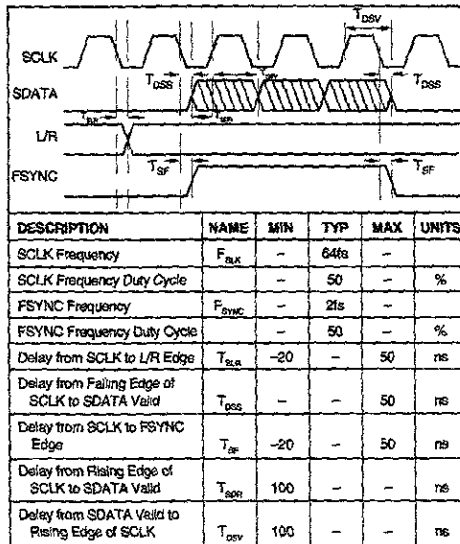 T_DSV
SCLK
T_DSS
T_DSS
SDATA
L/R
T_SF
T_SF
FSYNC
DESCRIPTION NAME MIN TYP MAX UNITS
SCLK Frequency F_SLK – 64fs –
SCLK Frequency Duty Cycle – 50 – %
FSYNC Frequency F_SYNC – 2fs –
FSYNC Frequency Duty Cycle – 50 – %
Delay from SCLK to L/R Edge T_SLR –20 – 50 ns
Delay from Falling Edge of
SCLK to SDATA Valid T_DSS – – 50 ns
Delay from SCLK to FSYNC
Edge T_SF –20 – 50 ns
Delay from Rising Edge of
SCLK to SDATA Valid T_SDR 100 – – ns
Delay from SDATA Valid to
Rising Edge of SCLK T_DSV 100 – – ns